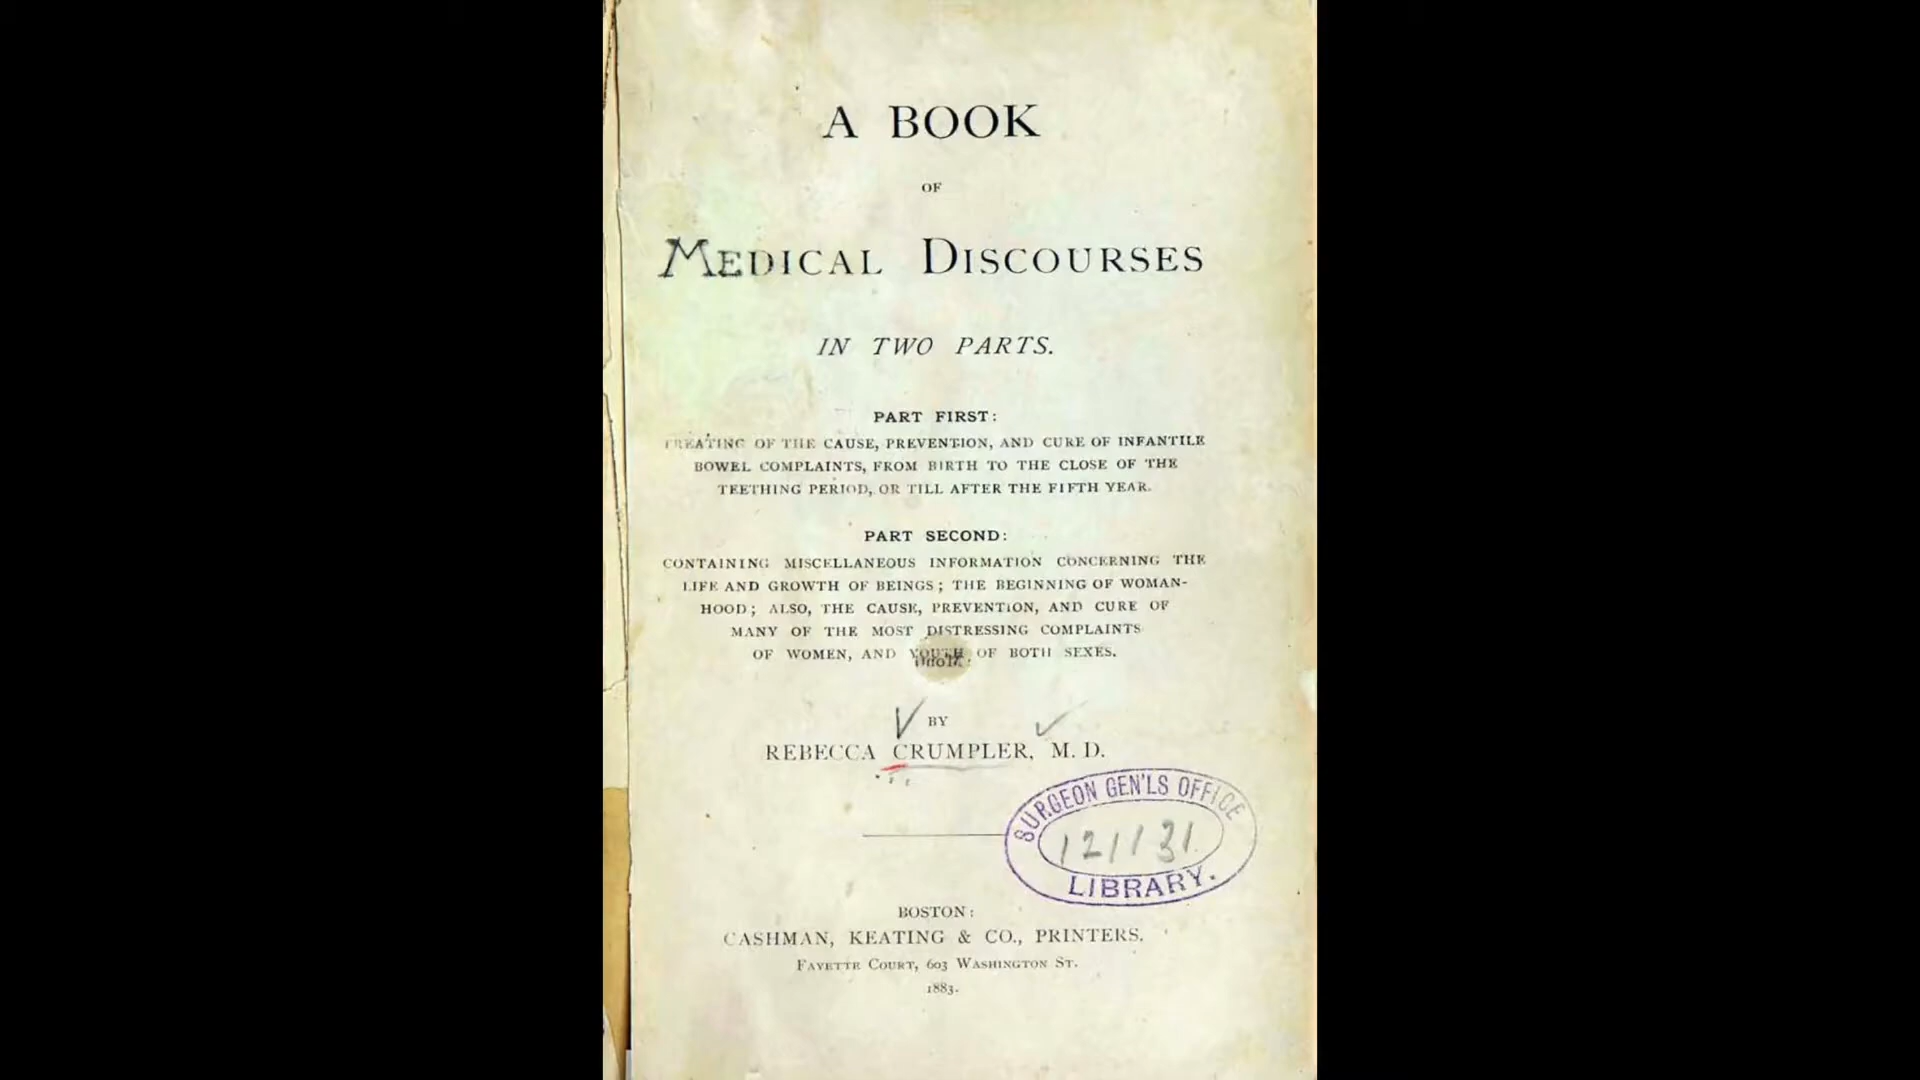 A BOOK
OF
MEDICAL DISCOURSES
IN TWO PARTS.
PART FIRST:
TREATING OF THE CAUSE, PREVENTION, AND CURE OF INFANTILE
BOWEL COMPLAINTS, FROM BIRTH TO THE CLOSE OF THE
TEETHING PERIOD, OR TILL AFTER THE FIFTH YEAR.
PART SECOND:
CONTAINING MISCELLANEOUS INFORMATION CONCERNING THE
LIFE AND GROWTH OF BEINGS; THE BEGINNING OF WOMAN-
HOOD; ALSO, THE CAUSE, PREVENTION, AND CURE OF
MANY OF THE MOST DISTRESSING COMPLAINTS
OF WOMEN, AND YOUTH OF BOTH SEXES.
BY
REBECCA CRUMPLER, M. D.
SURGEON GEN'LS OFFICE
121131
LIBRARY.
BOSTON:
CASHMAN, KEATING & CO., PRINTERS.
FAYETTE COURT, 603 WASHINGTON ST.
1883.